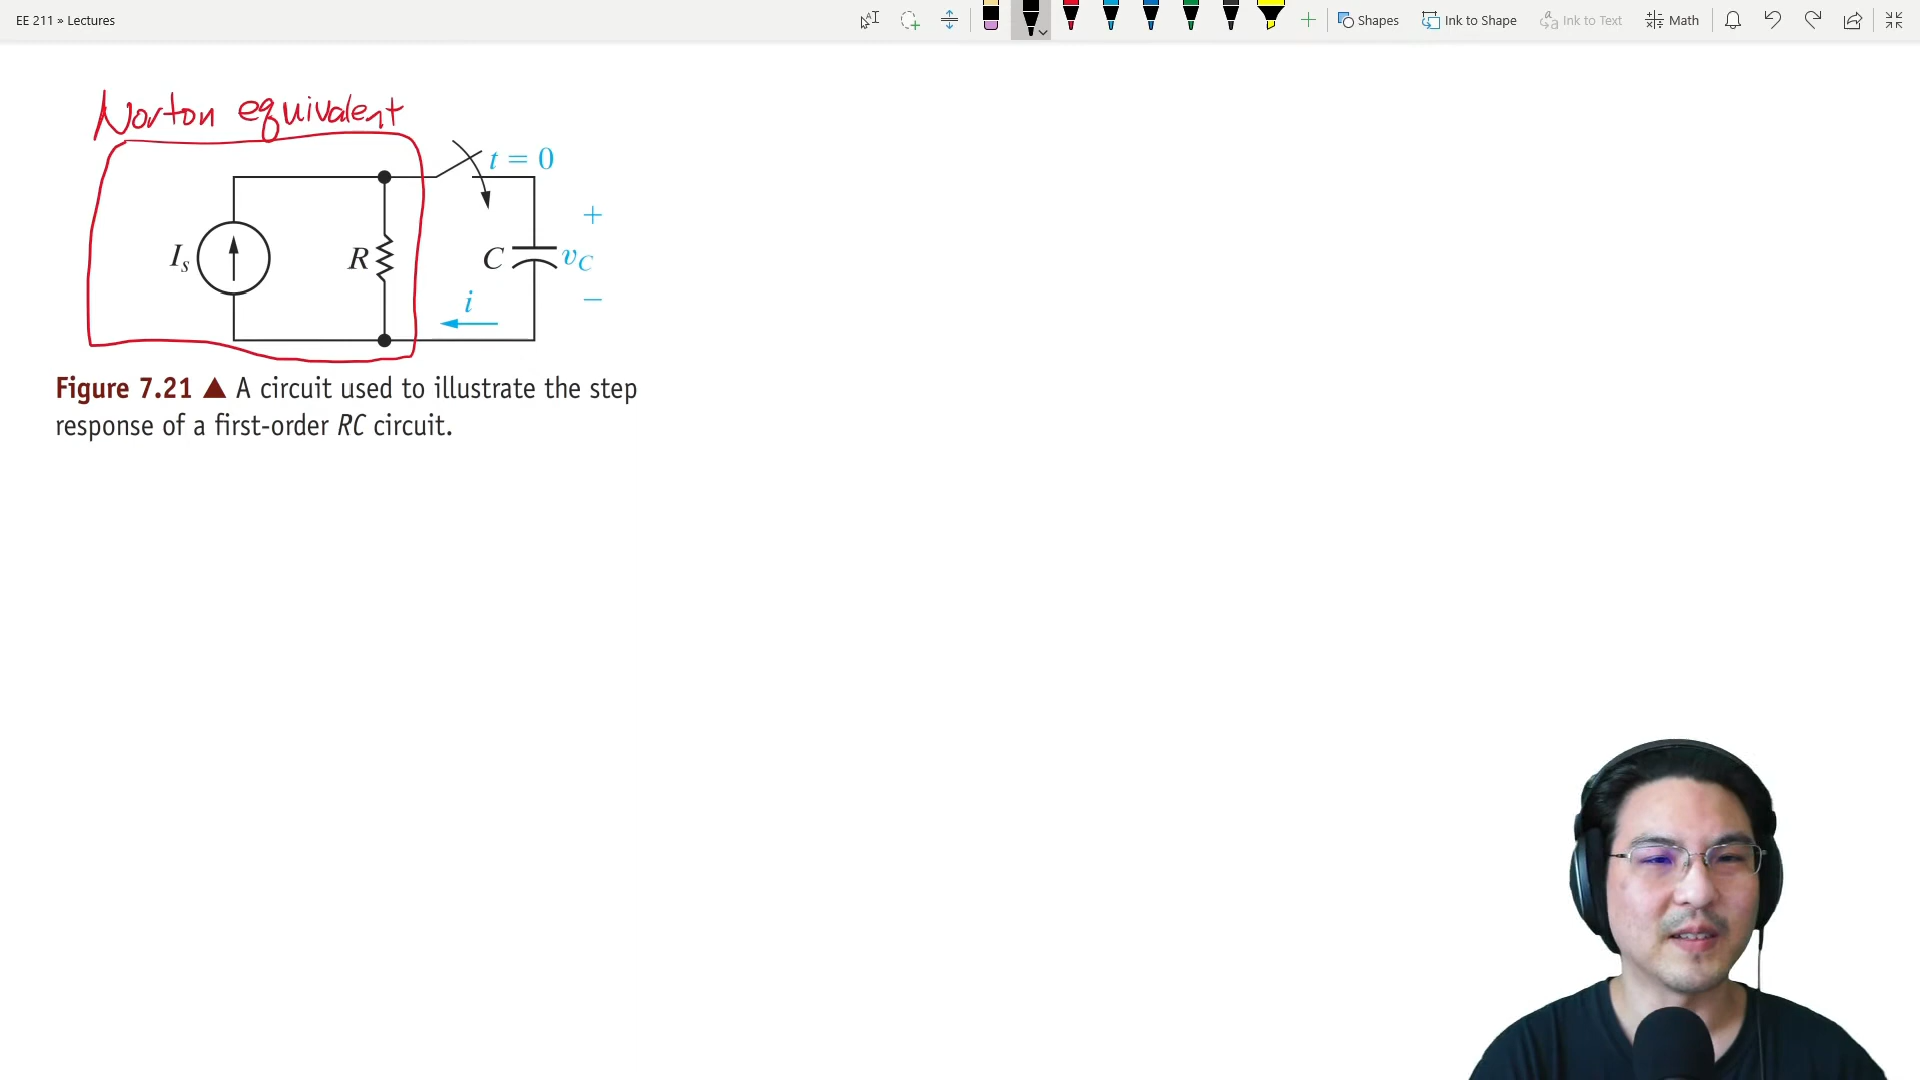 EE 211 » Lectures
Shapes
Ink to Shape
Ink to Text
Math
Norton equivalent
t = 0
+
I_s
R
C
v_C
i
−
Figure 7.21 ▲ A circuit used to illustrate the step
response of a first-order RC circuit.